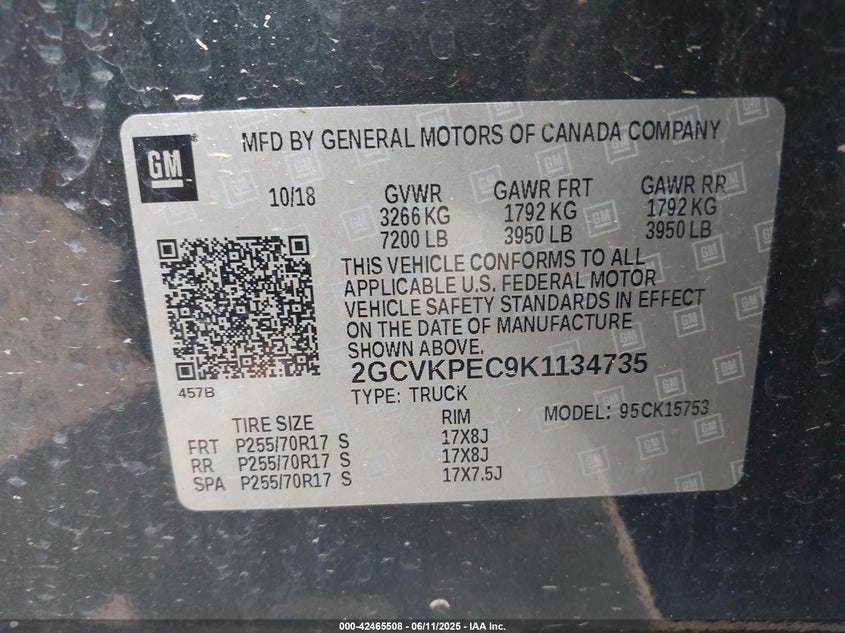 GM
MFD BY GENERAL MOTORS OF CANADA COMPANY
10/18
GVWR GAWR FRT GAWR RR
3266 KG 1792 KG 1792 KG
7200 LB 3950 LB 3950 LB
THIS VEHICLE CONFORMS TO ALL
APPLICABLE U.S. FEDERAL MOTOR
VEHICLE SAFETY STANDARDS IN EFFECT
ON THE DATE OF MANUFACTURE
SHOWN ABOVE.
2GCVKPEC9K1134735
457B
TYPE: TRUCK
MODEL: 95CK15753
TIRE SIZE RIM
FRT P255/70R17 S 17X8J
RR P255/70R17 S 17X8J
SPA P255/70R17 S 17X7.5J
000-42465508 - 06/11/2025 - IAA Inc.